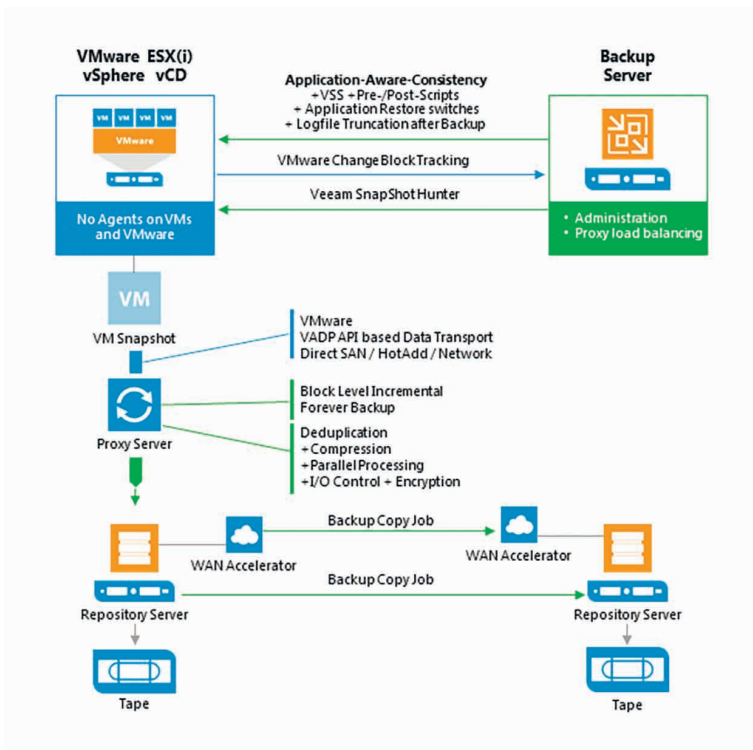 VMware ESX(i)
vSphere vCD
Backup
Server
Application-Aware-Consistency
+VSS +Pre-/Post-Scripts
+ Application Restore switches
+ Logfile Truncation after Backup
VM VM VM VM
VMware
VMware Change Block Tracking
Veeam SnapShot Hunter
No Agents on VMs
and VMware
• Administration
• Proxy load balancing
VM
VM Snapshot
VMware
VADP API based Data Transport
Direct SAN / HotAdd / Network
Block Level Incremental
Forever Backup
Proxy Server
Deduplication
+Compression
+Parallel Processing
+I/O Control + Encryption
Backup Copy Job
WAN Accelerator
WAN Accelerator
Backup Copy Job
Repository Server
Repository Server
Tape
Tape